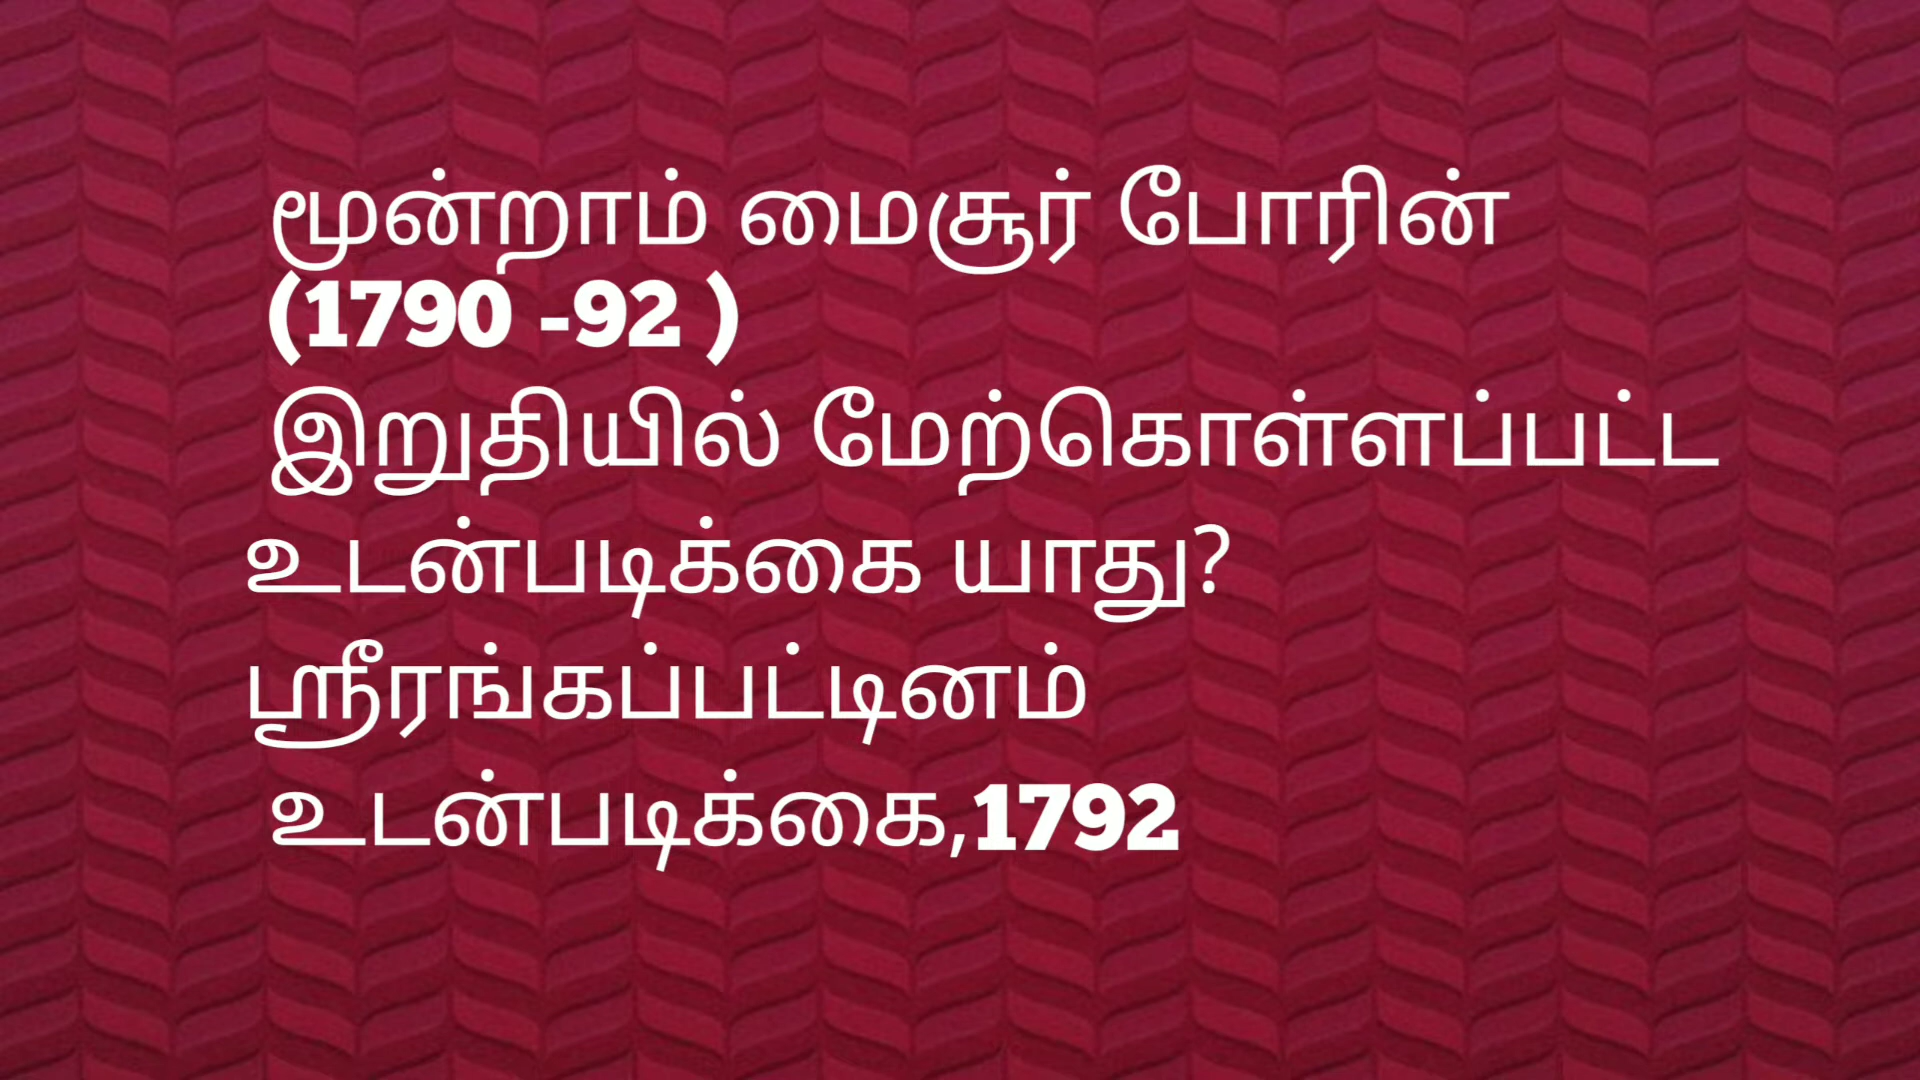 மூன்றாம் மைசூர் போரின்
(1790 -92 )
இறுதியில் மேற்கொள்ளப்பட்ட
உடன்படிக்கை யாது?
ஸ்ரீரங்கப்பட்டினம்
உடன்படிக்கை,1792